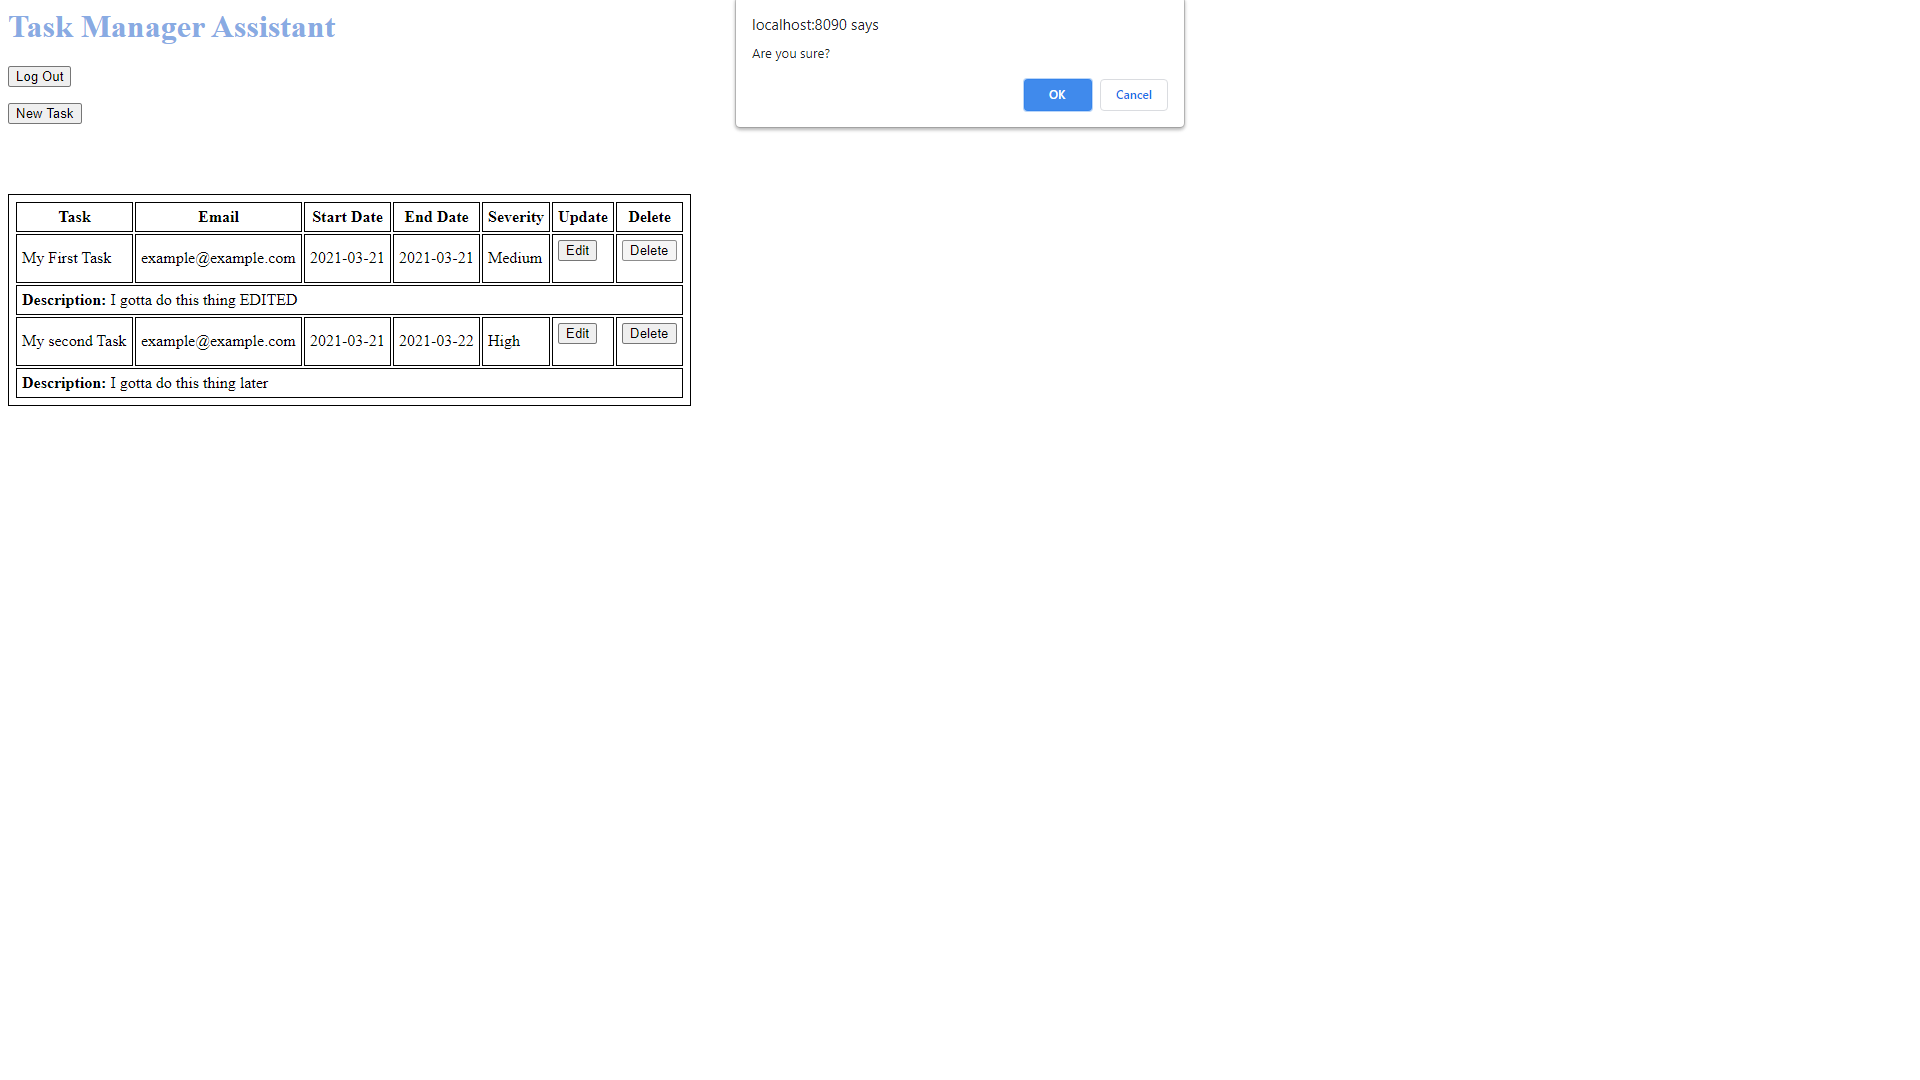 Task Manager Assistant
Log Out
New Task
localhost:8090 says
Are you sure?
OK Cancel
Task Email Start Date End Date Severity Update Delete
My First Task example@example.com 2021-03-21 2021-03-21 Medium Edit Delete
Description: I gotta do this thing EDITED
My second Task example@example.com 2021-03-21 2021-03-22 High Edit Delete
Description: I gotta do this thing later